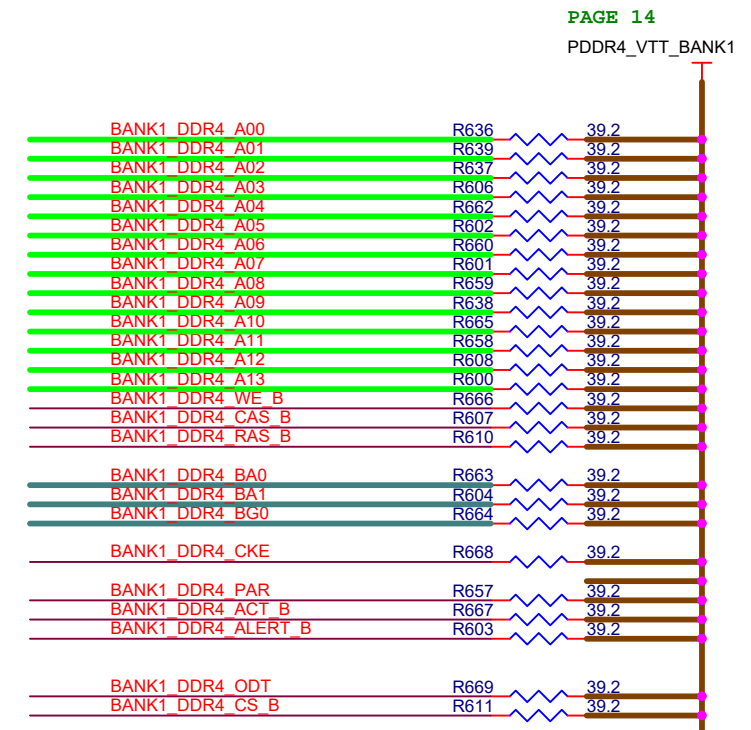 PAGE 14
PDDR4_VTT_BANK1
BANK1_DDR4_A00 R636 39.2
BANK1_DDR4_A01 R639 39.2
BANK1_DDR4_A02 R637 39.2
BANK1_DDR4_A03 R606 39.2
BANK1_DDR4_A04 R662 39.2
BANK1_DDR4_A05 R602 39.2
BANK1_DDR4_A06 R660 39.2
BANK1_DDR4_A07 R601 39.2
BANK1_DDR4_A08 R659 39.2
BANK1_DDR4_A09 R638 39.2
BANK1_DDR4_A10 R665 39.2
BANK1_DDR4_A11 R658 39.2
BANK1_DDR4_A12 R608 39.2
BANK1_DDR4_A13 R600 39.2
BANK1_DDR4_WE_B R666 39.2
BANK1_DDR4_CAS_B R607 39.2
BANK1_DDR4_RAS_B R610 39.2
BANK1_DDR4_BA0 R663 39.2
BANK1_DDR4_BA1 R604 39.2
BANK1_DDR4_BG0 R664 39.2
BANK1_DDR4_CKE R668 39.2
BANK1_DDR4_PAR R657 39.2
BANK1_DDR4_ACT_B R667 39.2
BANK1_DDR4_ALERT_B R603 39.2
BANK1_DDR4_ODT R669 39.2
BANK1_DDR4_CS_B R611 39.2